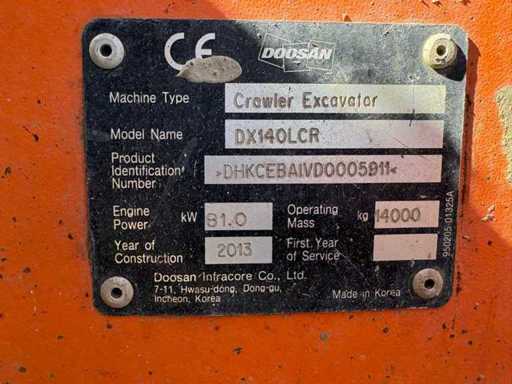 CE DOOSAN
Machine Type Crawler Excavator
Model Name DX140LCR
Product
Identification >DHKCEBAIVD0005911<
Number
Engine Power kW 81.0 Operating Mass kg 14000
Year of Construction 2013 First Year of Service
Doosan Infracore Co., Ltd.
7-11, Hwasu-dong, Dong-gu,
Incheon, Korea
Made in Korea
950205-01325A